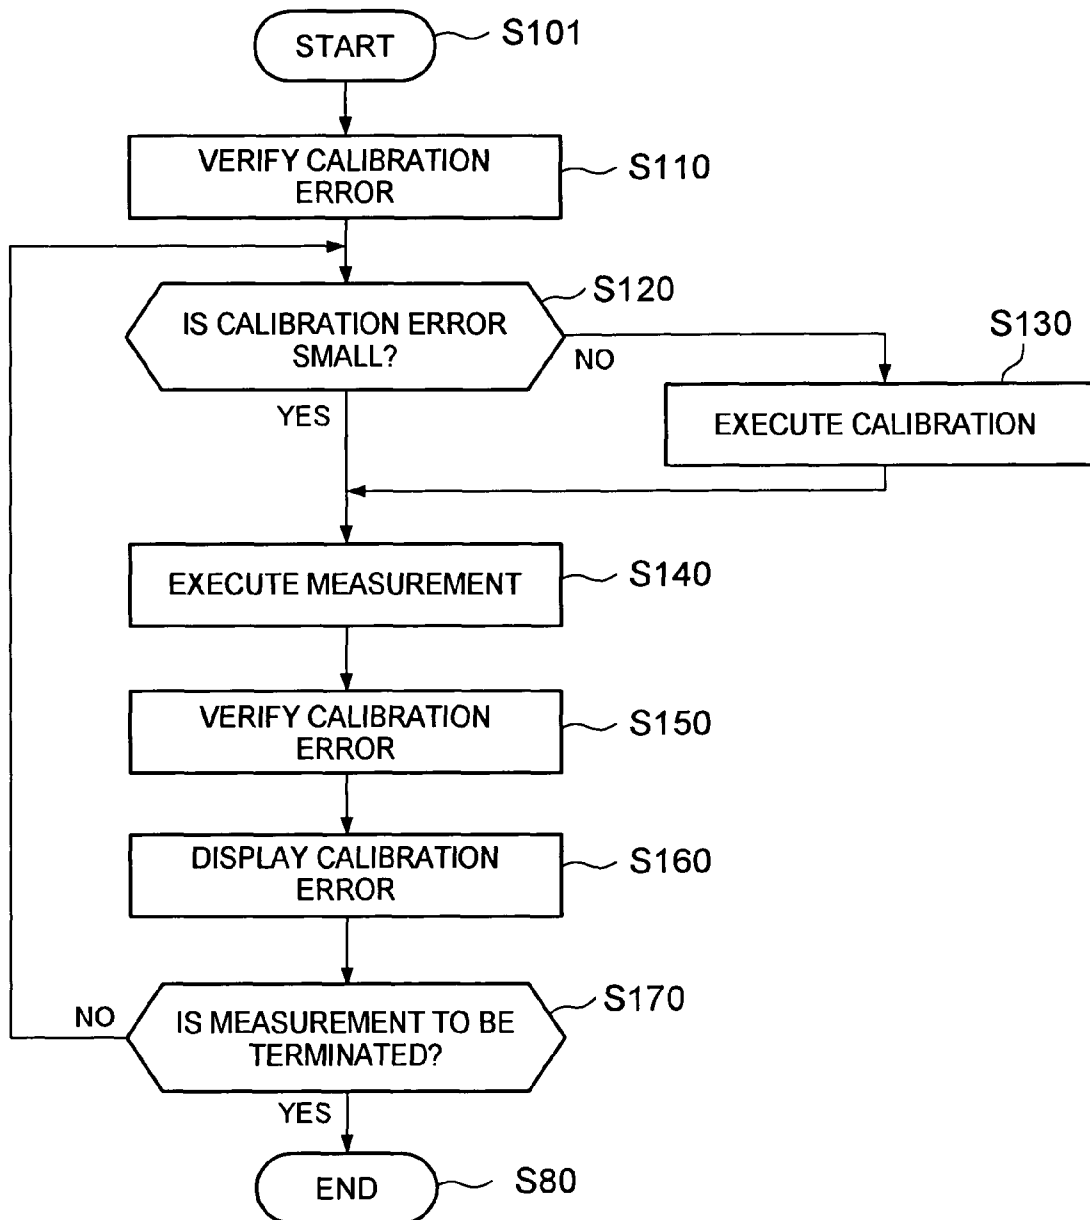 START
S101
VERIFY CALIBRATION
ERROR
S110
IS CALIBRATION ERROR
SMALL?
S120
NO
YES
S130
EXECUTE CALIBRATION
EXECUTE MEASUREMENT
S140
VERIFY CALIBRATION
ERROR
S150
DISPLAY CALIBRATION
ERROR
S160
NO
IS MEASUREMENT TO BE
TERMINATED?
S170
YES
END
S80